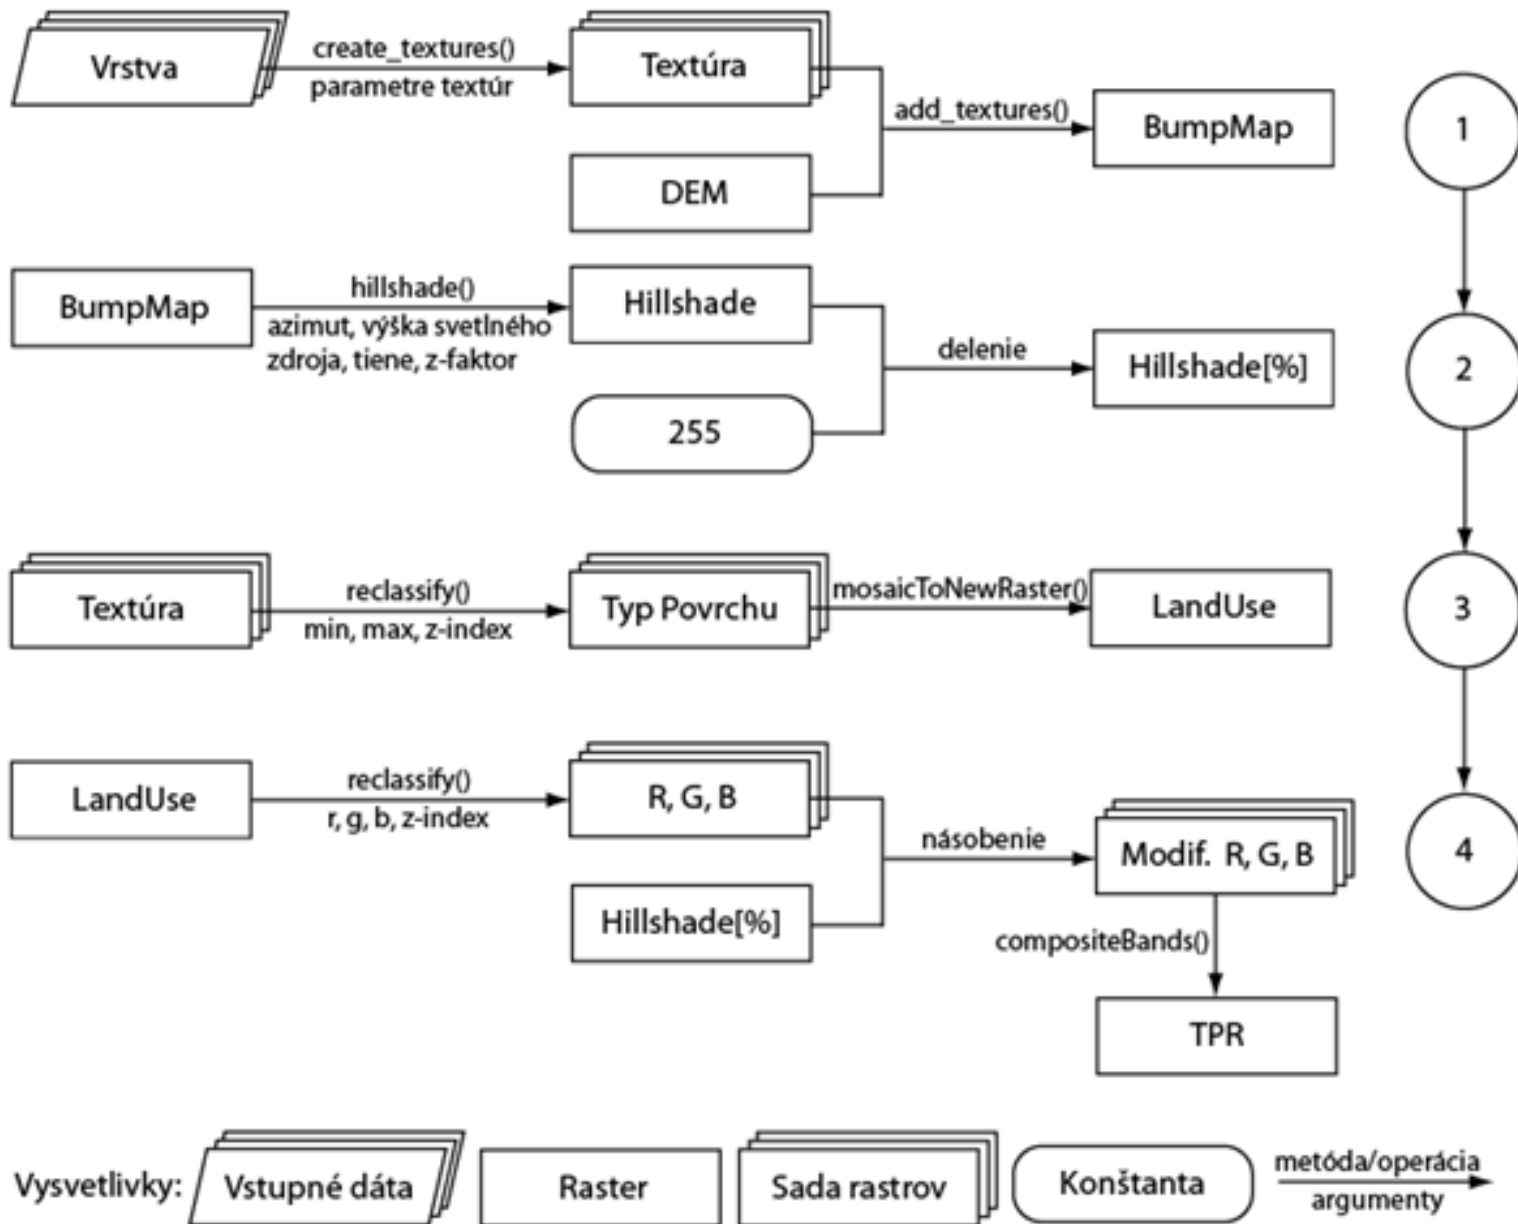 Vrstva
create_textures()
parametre textúr
Textúra
DEM
add_textures()
BumpMap
1
BumpMap
hillshade()
azimut, výška svetlného
zdroja, tiene, z-faktor
Hillshade
255
delenie
Hillshade[%]
2
Textúra
reclassify()
min, max, z-index
Typ Povrchu
mosaicToNewRaster()
LandUse
3
LandUse
reclassify()
r, g, b, z-index
R, G, B
Hillshade[%]
násobenie
Modif. R, G, B
4
compositeBands()
TPR
Vysvetlivky:
Vstupné dáta
Raster
Sada rastrov
Konštanta
metóda/operácia
argumenty